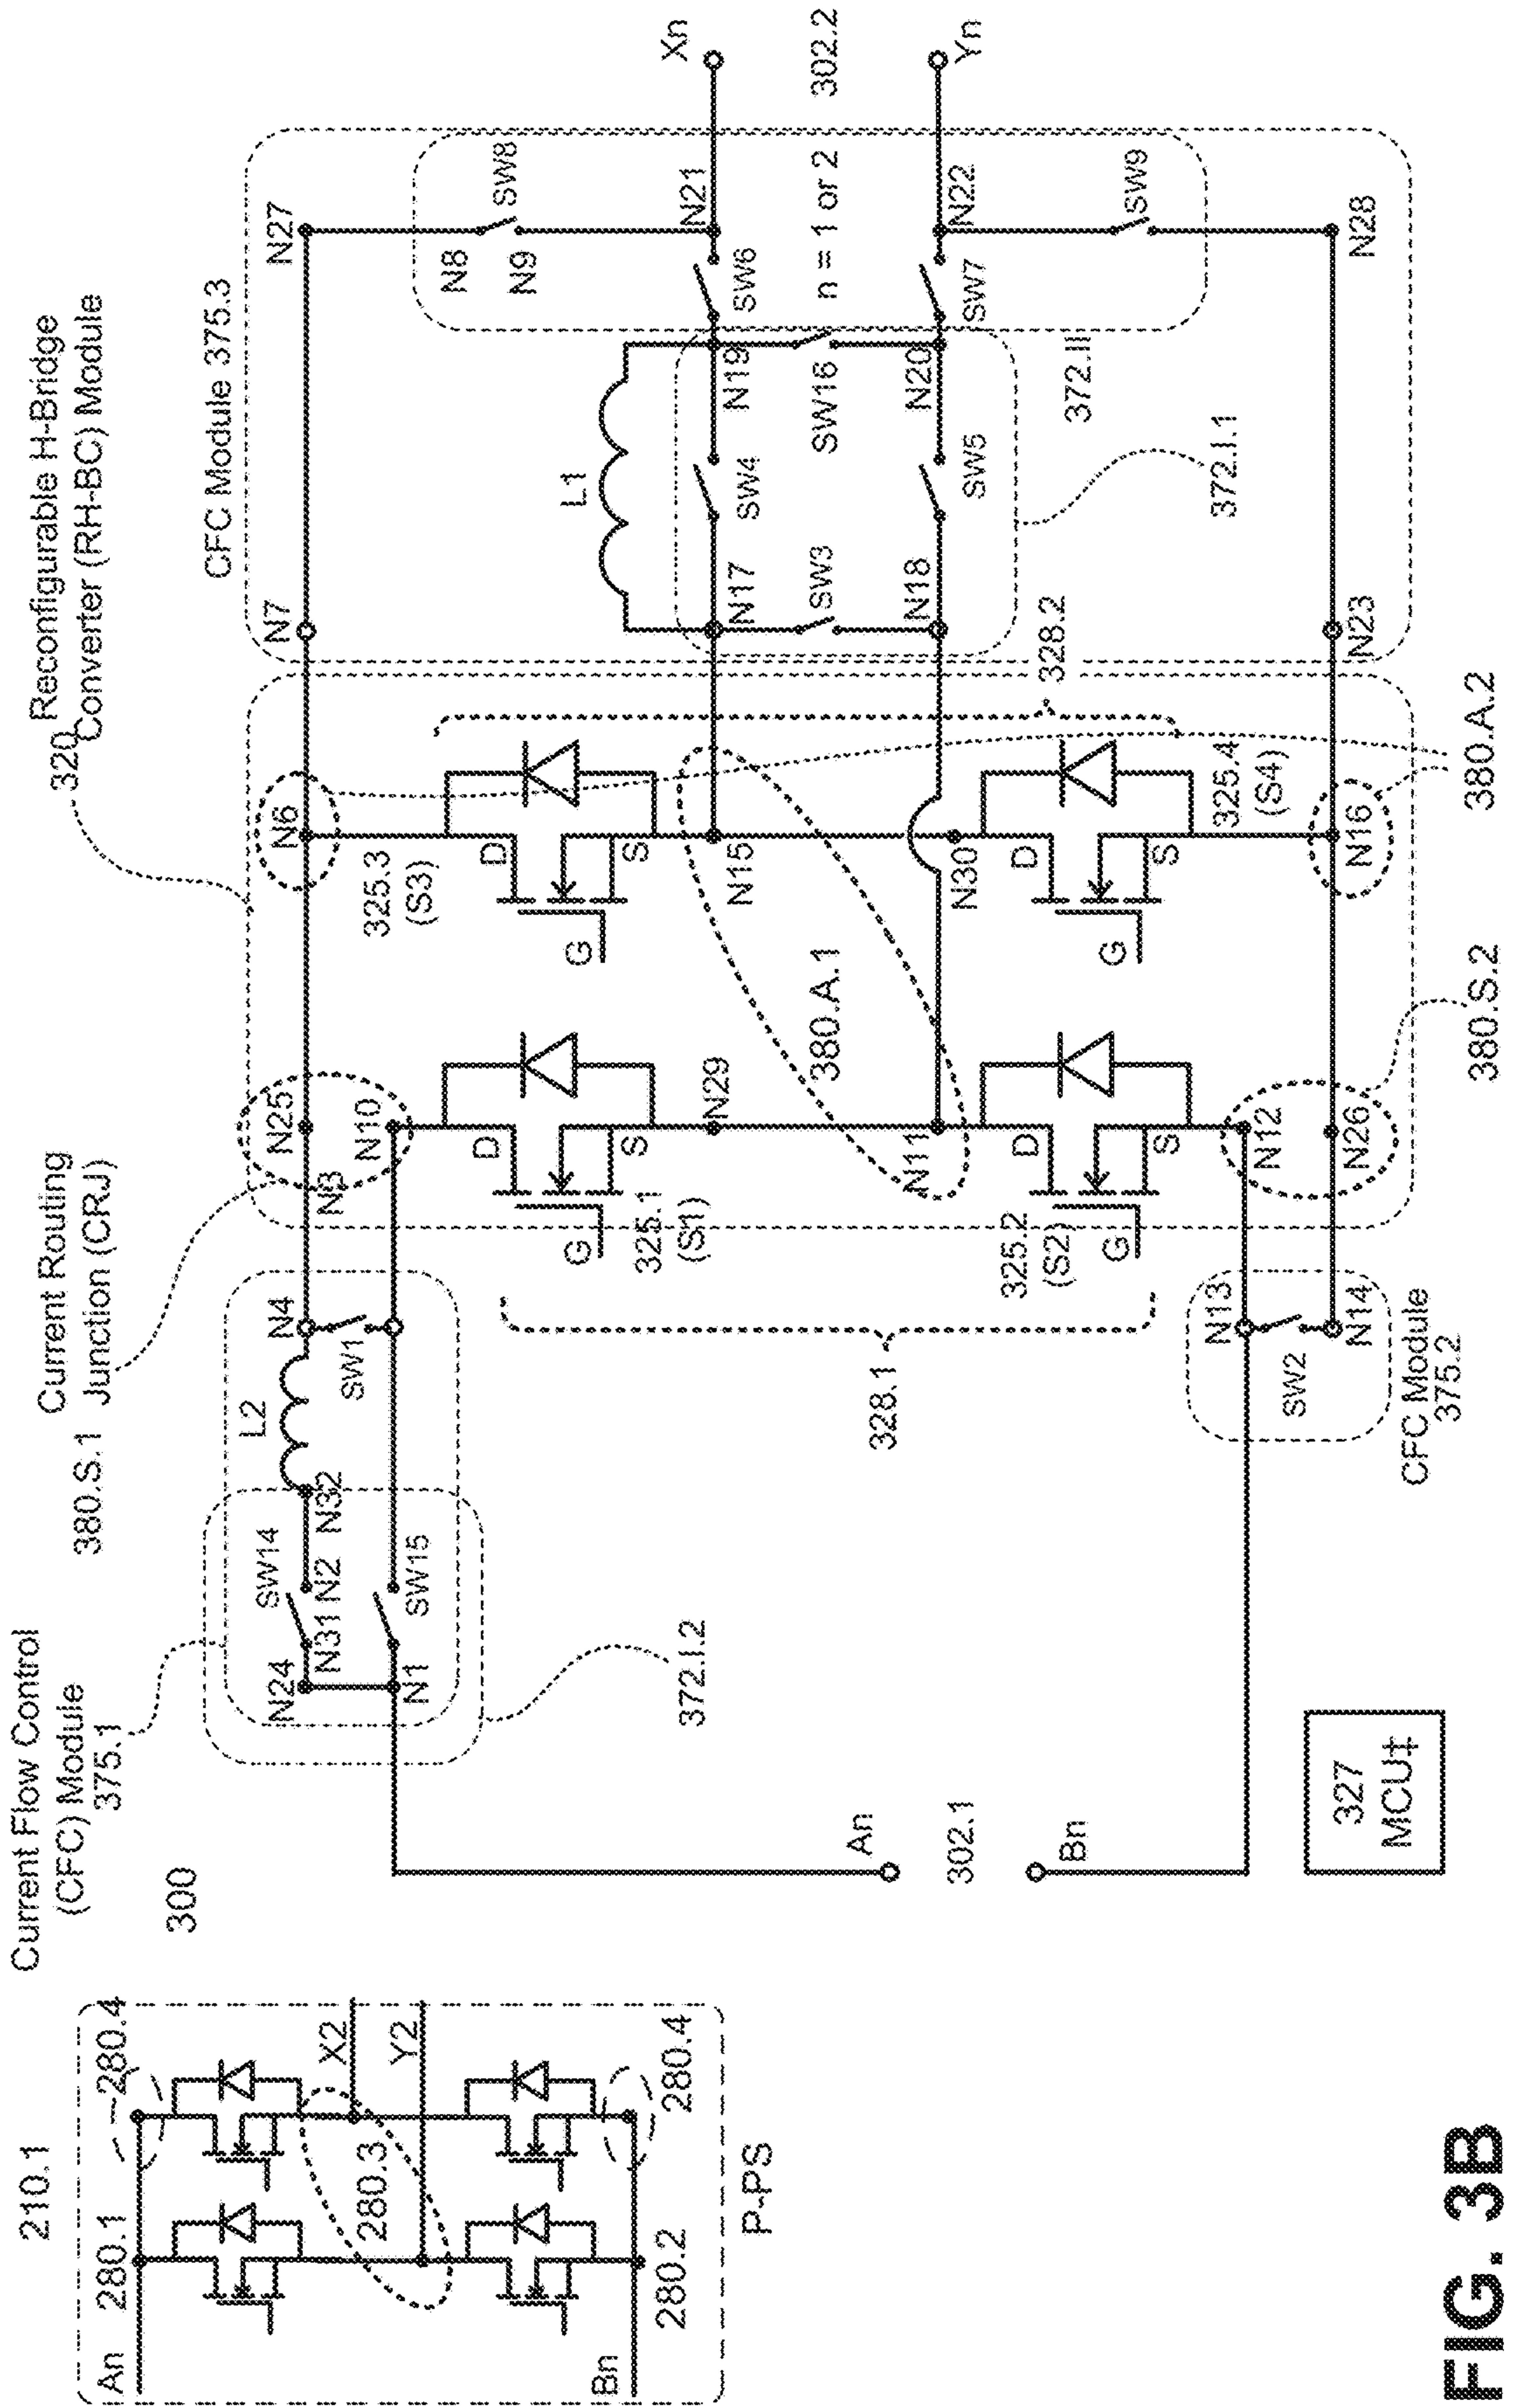 210.1
An
280.1
280.4
X2
Y2
280.3
Bn
280.2
280.4
P-PS
300
Current Flow Control
(CFC) Module
375.1
Current Routing
Junction (CRJ)
380.S.1
Reconfigurable H-Bridge
Converter (RH-BC) Module
320
CFC Module 375.3
N24
N31
N2
N32
SW14
L2
N4
N3
N25
N6
N7
N27
N1
SW15
SW1
N10
372.I.2
An
302.1
Bn
327
MCU‡
328.1
D
G
S
325.1
(S1)
N29
325.3
(S3)
D
G
S
N15
380.A.1
N11
N30
325.2
(S2)
D
G
S
325.4
(S4)
D
G
S
328.2
N13
SW2
N14
CFC Module
375.2
N12
N26
380.S.2
N16
380.A.2
N23
N28
L1
N17
SW4
N19
SW3
SW16
N18
SW5
N20
372.I.1
372.II
N8
N9
SW8
SW6
N21
n = 1 or 2
SW7
N22
SW9
Xn
302.2
Yn
FIG. 3B